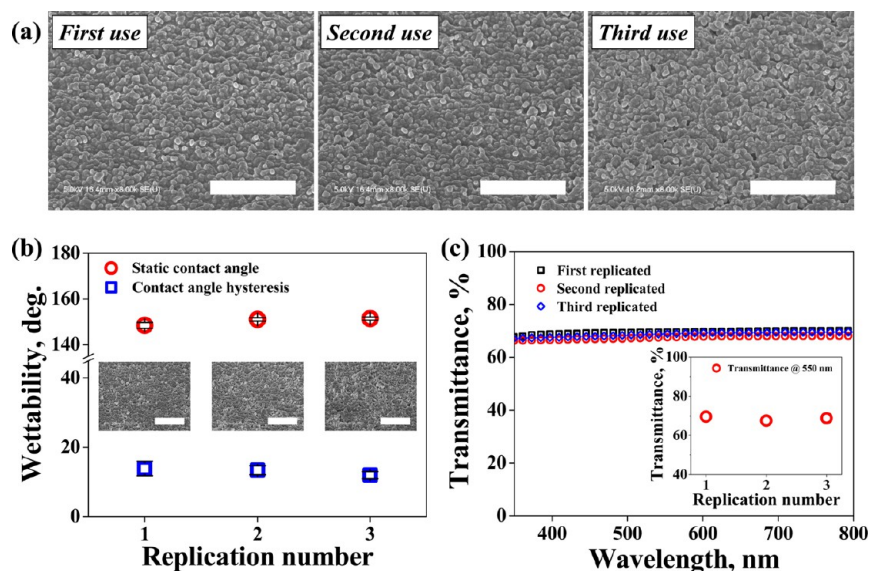 (a)
First use
Second use
Third use
5.0kV 16.4mm x8.00k SE(U)
5.0kV 16.4mm x8.00k SE(U)
5.0kV 16.2mm x8.00k SE(U)
(b)
180
160
140
40
20
0
Static contact angle
Contact angle hysteresis
Wettability, deg.
1 2 3
Replication number
(c)
100
80
60
40
20
0
First replicated
Second replicated
Third replicated
Transmittance, %
100
80
60
40
Transmittance @ 550 nm
Transmittance, %
1 2 3
Replication number
400 500 600 700 800
Wavelength, nm